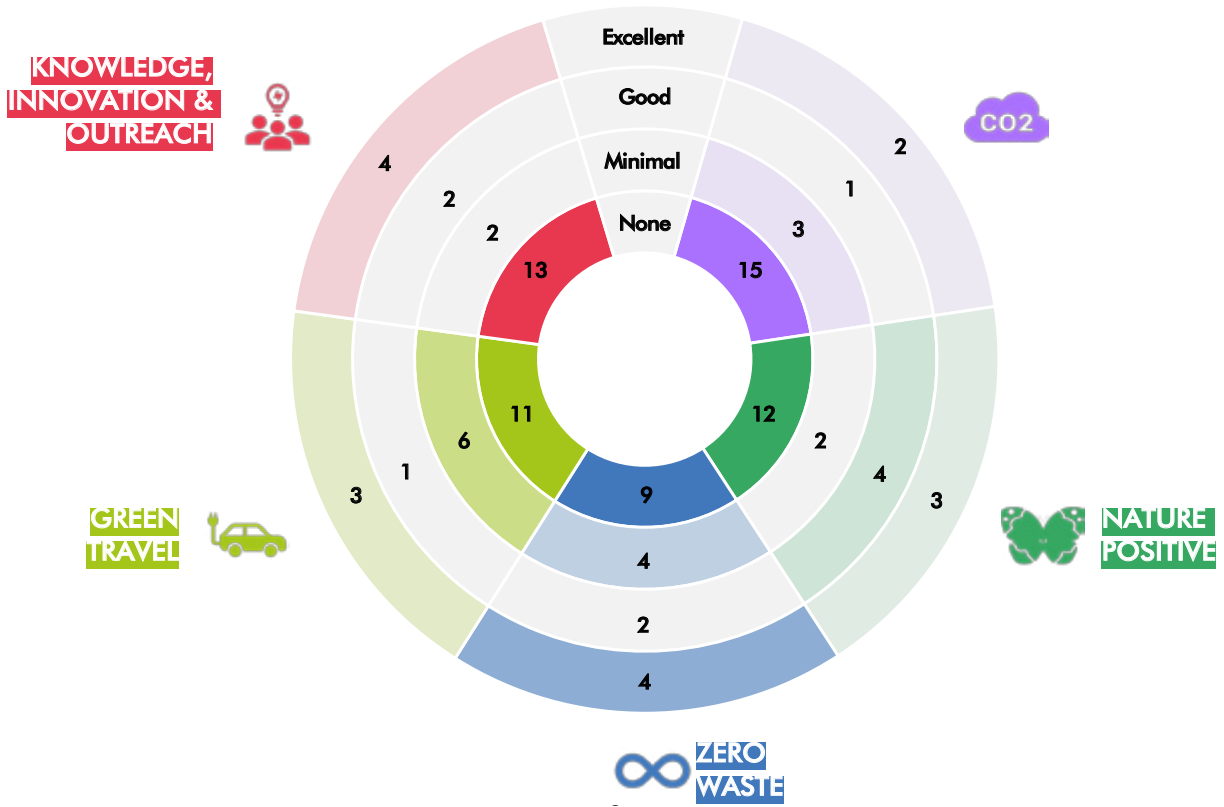 Excellent
Good
Minimal
None
KNOWLEDGE,
INNOVATION &
OUTREACH
4
2
2
13
CO2
2
1
3
15
GREEN
TRAVEL
3
1
6
11
NATURE
POSITIVE
12
2
4
3
9
4
2
4
ZERO
WASTE